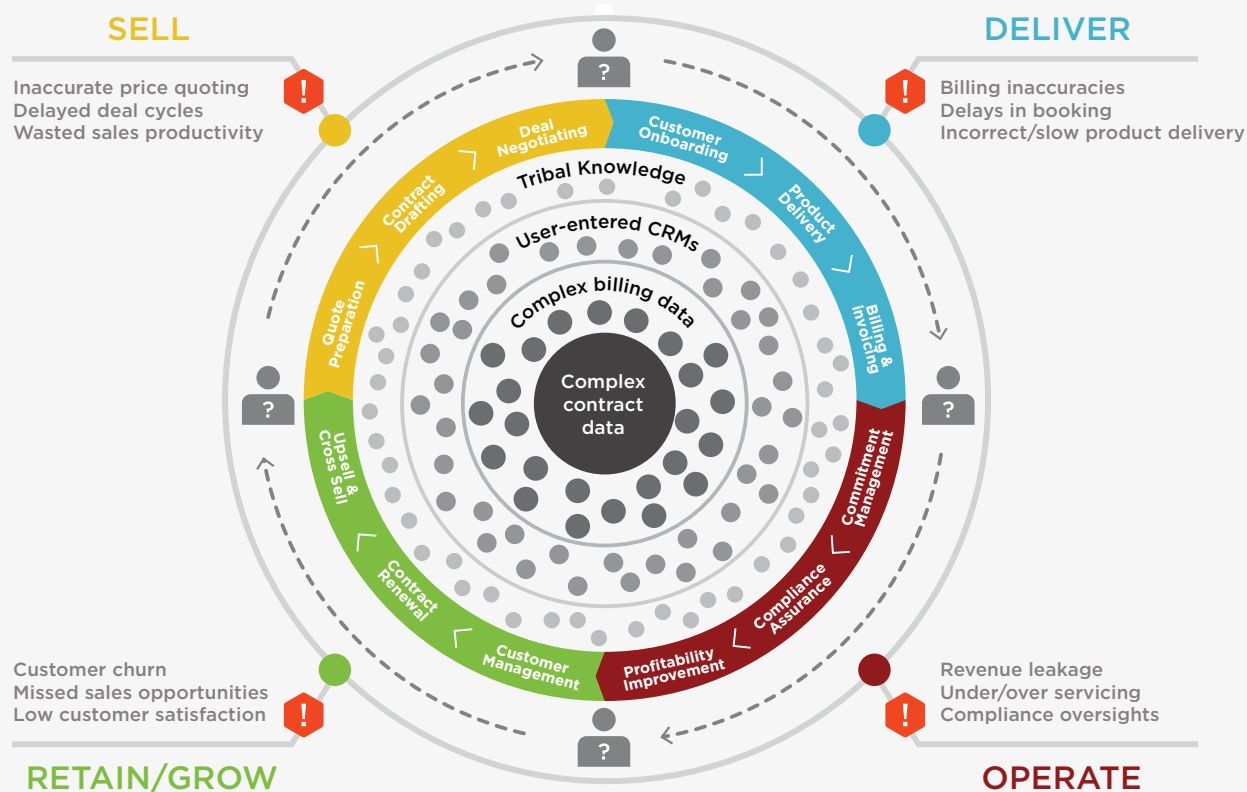 SELL
Inaccurate price quoting
Delayed deal cycles
Wasted sales productivity
!
DELIVER
Billing inaccuracies
Delays in booking
Incorrect/slow product delivery
!
?
Deal
Negotiating
Customer
Onboarding
Contract
Drafting
Product
Delivery
Quote
Preparation
Billing &
invoicing
Tribal Knowledge
User-entered CRMs
Complex billing data
Complex
contract
data
?
?
Upsell &
Cross Sell
Commitment
Management
Contract
Renewal
Compliance
Assurance
Customer
Management
Profitability
Improvement
?
Customer churn
Missed sales opportunities
Low customer satisfaction
!
RETAIN/GROW
Revenue leakage
Under/over servicing
Compliance oversights
!
OPERATE